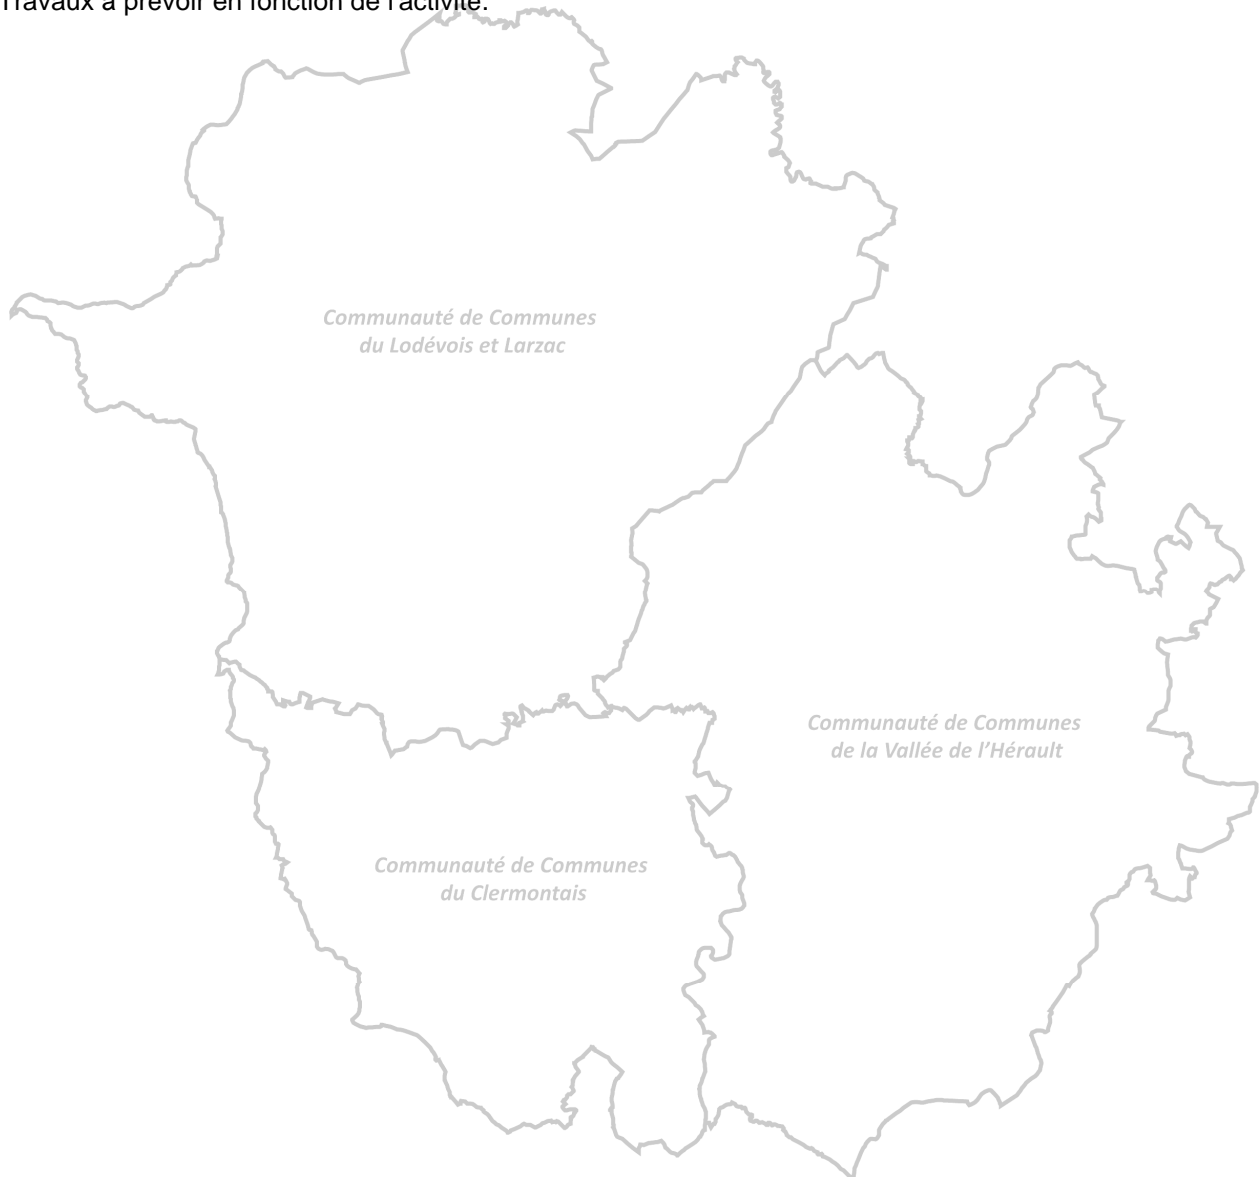 Travaux à prévoir en fonction de l'activité.
Communauté de Communes
du Lodévois et Larzac
Communauté de Communes
de la Vallée de l'Hérault
Communauté de Communes
du Clermontais